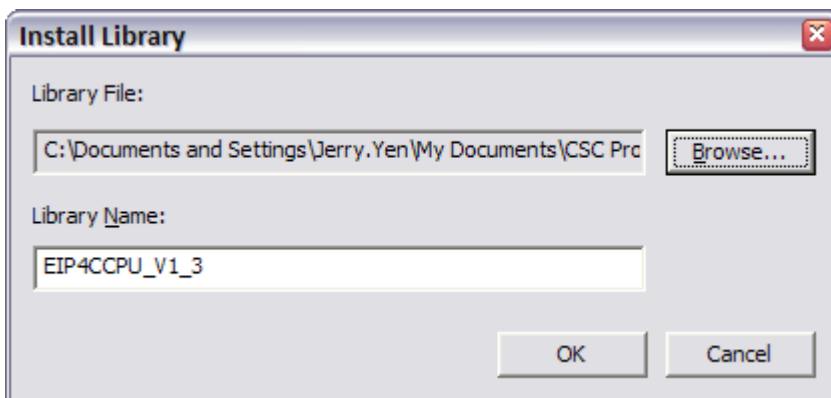 Install Library
Library File:
C:\Documents and Settings\Jerry.Yen\My Documents\CSC Pro
Browse...
Library Name:
EIP4CCPU_V1_3
OK
Cancel